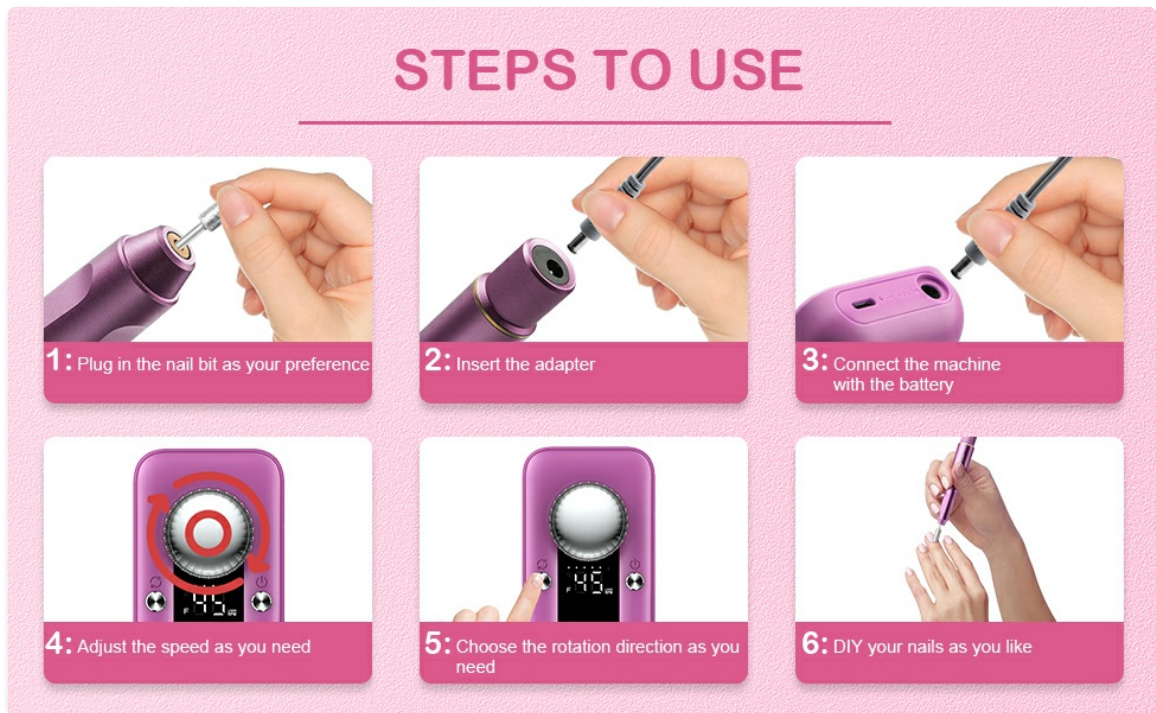 STEPS TO USE
1: Plug in the nail bit as your preference
2: Insert the adapter
3: Connect the machine
with the battery
F 45
4: Adjust the speed as you need
F 45
5: Choose the rotation direction as you
need
6: DIY your nails as you like